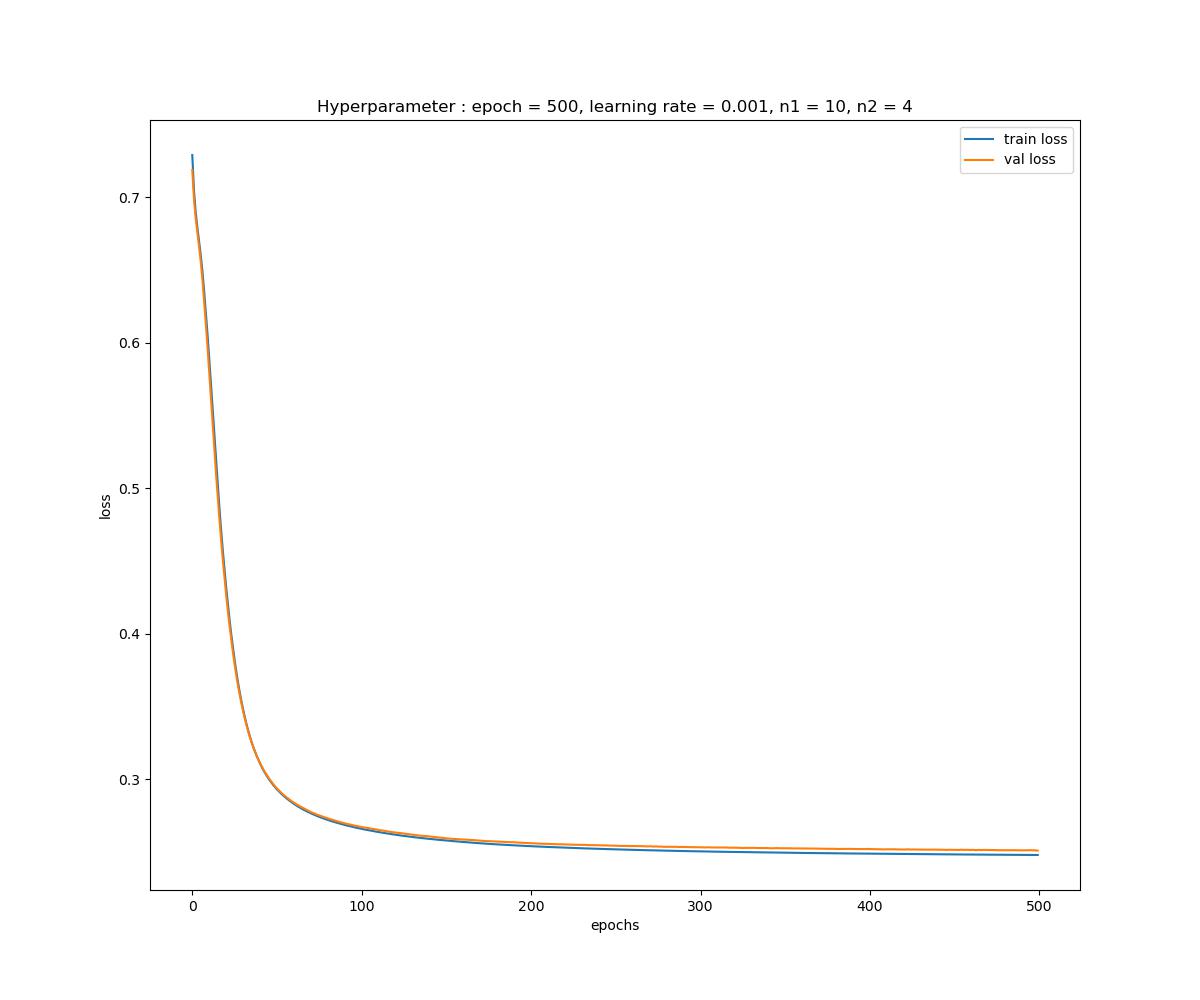 Hyperparameter : epoch = 500, learning rate = 0.001, n1 = 10, n2 = 4
train loss
val loss
0.7
0.6
0.5
0.4
0.3
loss
0 100 200 300 400 500
epochs